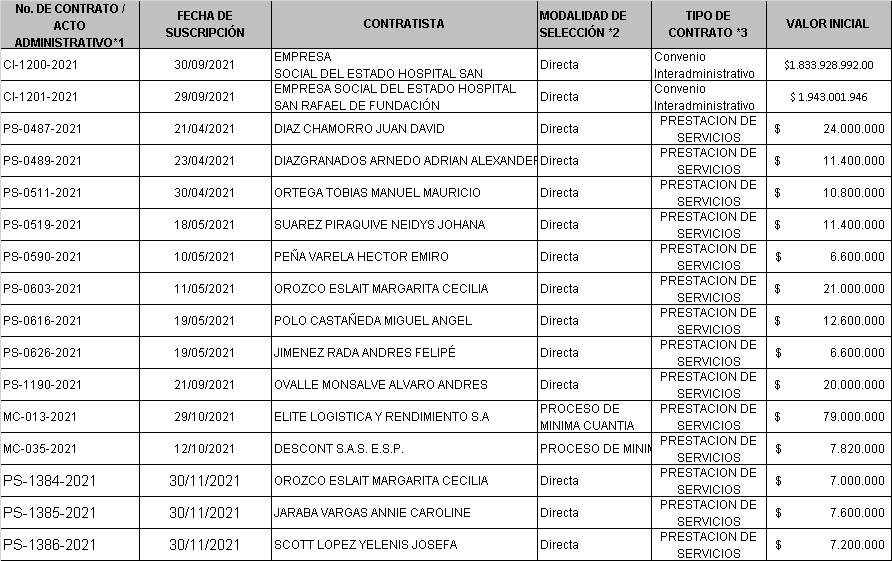 No. DE CONTRATO / ACTO ADMINISTRATIVO*1 FECHA DE SUSCRIPCIÓN CONTRATISTA MODALIDAD DE SELECCIÓN *2 TIPO DE CONTRATO *3 VALOR INICIAL
CI-1200-2021 30/09/2021 EMPRESA SOCIAL DEL ESTADO HOSPITAL SAN Directa Convenio Interadministrativo $1.833.928.992.00
CI-1201-2021 29/09/2021 EMPRESA SOCIAL DEL ESTADO HOSPITAL SAN RAFAEL DE FUNDACIÓN Directa Convenio Interadministrativo $ 1.943.001.946
PS-0487-2021 21/04/2021 DIAZ CHAMORRO JUAN DAVID Directa PRESTACION DE SERVICIOS $ 24.000.000
PS-0489-2021 23/04/2021 DIAZGRANADOS ARNEDO ADRIAN ALEXANDER Directa PRESTACION DE SERVICIOS $ 11.400.000
PS-0511-2021 30/04/2021 ORTEGA TOBIAS MANUEL MAURICIO Directa PRESTACION DE SERVICIOS $ 10.800.000
PS-0519-2021 18/05/2021 SUAREZ PIRAQUIVE NEIDYS JOHANA Directa PRESTACION DE SERVICIOS $ 11.400.000
PS-0590-2021 10/05/2021 PEÑA VARELA HECTOR EMIRO Directa PRESTACION DE SERVICIOS $ 6.600.000
PS-0603-2021 11/05/2021 OROZCO ESLAIT MARGARITA CECILIA Directa PRESTACION DE SERVICIOS $ 21.000.000
PS-0616-2021 19/05/2021 POLO CASTAÑEDA MIGUEL ANGEL Directa PRESTACION DE SERVICIOS $ 12.600.000
PS-0626-2021 19/05/2021 JIMENEZ RADA ANDRES FELIPÉ Directa PRESTACION DE SERVICIOS $ 6.600.000
PS-1190-2021 21/09/2021 OVALLE MONSALVE ALVARO ANDRES Directa PRESTACION DE SERVICIOS $ 20.000.000
MC-013-2021 29/10/2021 ELITE LOGISTICA Y RENDIMIENTO S.A PROCESO DE MINIMA CUANTIA PRESTACION DE SERVICIOS $ 79.000.000
MC-035-2021 12/10/2021 DESCONT S.A.S. E.S.P. PROCESO DE MINIM PRESTACION DE SERVICIOS $ 7.820.000
PS-1384-2021 30/11/2021 OROZCO ESLAIT MARGARITA CECILIA Directa PRESTACION DE SERVICIOS $ 7.000.000
PS-1385-2021 30/11/2021 JARABA VARGAS ANNIE CAROLINE Directa PRESTACION DE SERVICIOS $ 7.600.000
PS-1386-2021 30/11/2021 SCOTT LOPEZ YELENIS JOSEFA Directa PRESTACION DE SERVICIOS $ 7.200.000